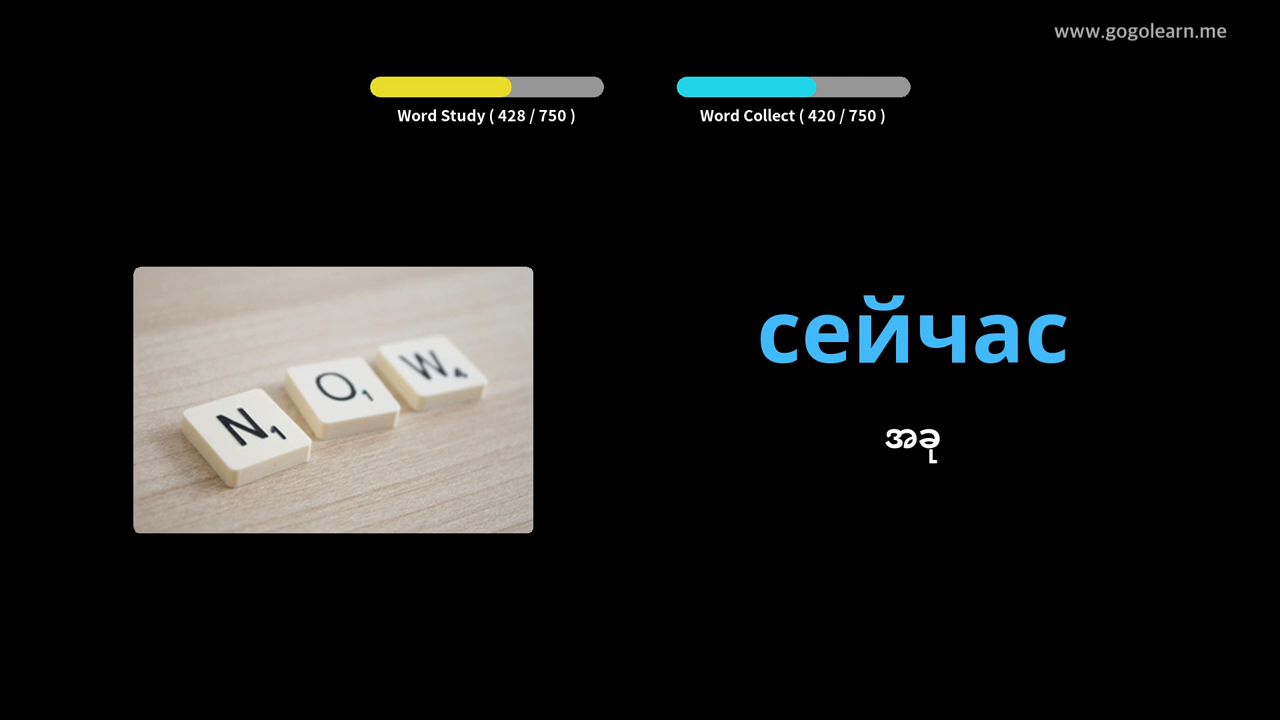 www.gogolearn.me
Word Study ( 428 / 750 )
Word Collect ( 420 / 750 )
N1 O1 W4
сейчас
အခု